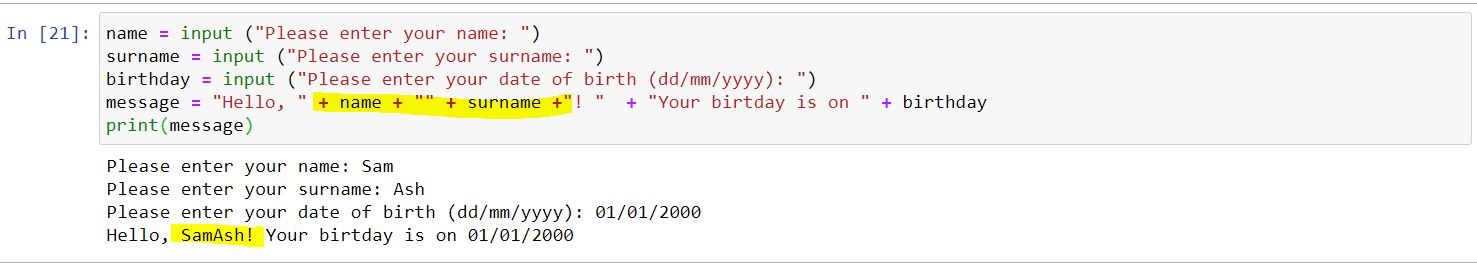 In [21]: name = input ("Please enter your name: ")
surname = input ("Please enter your surname: ")
birthday = input ("Please enter your date of birth (dd/mm/yyyy): ")
message = "Hello, " + name + "" + surname +"! "  + "Your birtday is on " + birthday
print(message)
Please enter your name: Sam
Please enter your surname: Ash
Please enter your date of birth (dd/mm/yyyy): 01/01/2000
Hello, SamAsh! Your birtday is on 01/01/2000